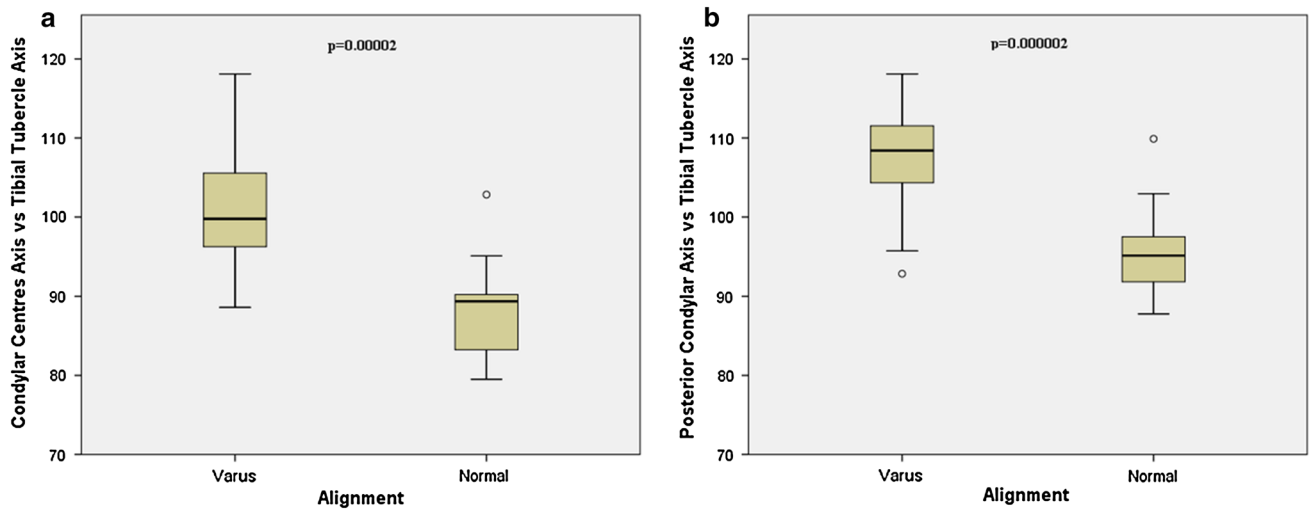 a
p=0.00002
Condylar Centres Axis vs Tibial Tubercle Axis
120
110
100
90
80
70
Varus
Normal
Alignment
b
p=0.000002
Posterior Condylar Axis vs Tibial Tubercle Axis
120
110
100
90
80
70
Varus
Normal
Alignment